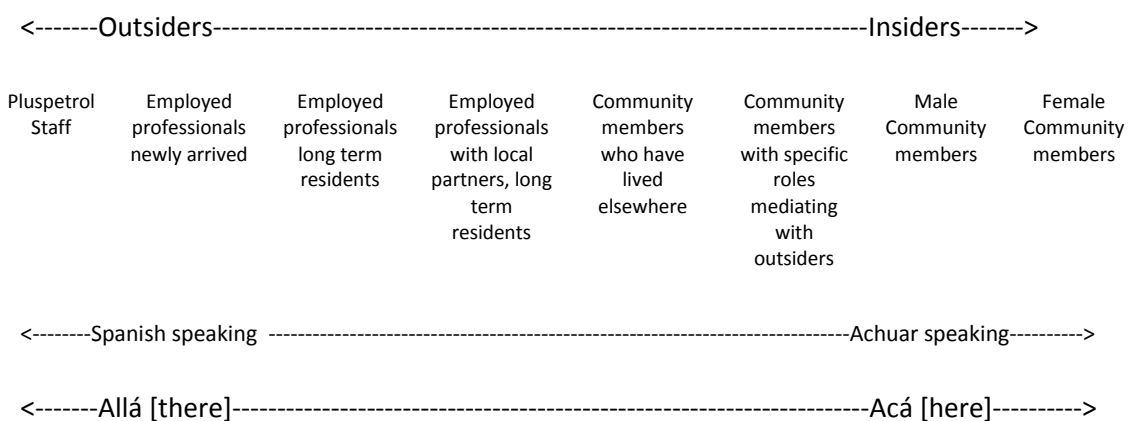 <-------Outsiders--------------------------------------------------------------------------Insiders------->
Pluspetrol
Staff
Employed
professionals
newly arrived
Employed
professionals
long term
residents
Employed
professionals
with local
partners, long
term
residents
Community
members
who have
lived
elsewhere
Community
members
with specific
roles
mediating
with
outsiders
Male
Community
members
Female
Community
members
<--------Spanish speaking --------------------------------------------------------------------------------Achuar speaking---------->
<-------Allá [there]------------------------------------------------------------------------Acá [here]---------->